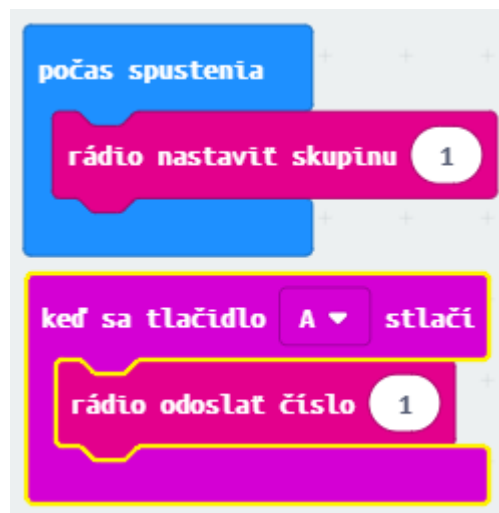 počas spustenia
rádio nastaviť skupinu 1
keď sa tlačidlo A stlačí
rádio odoslať číslo 1